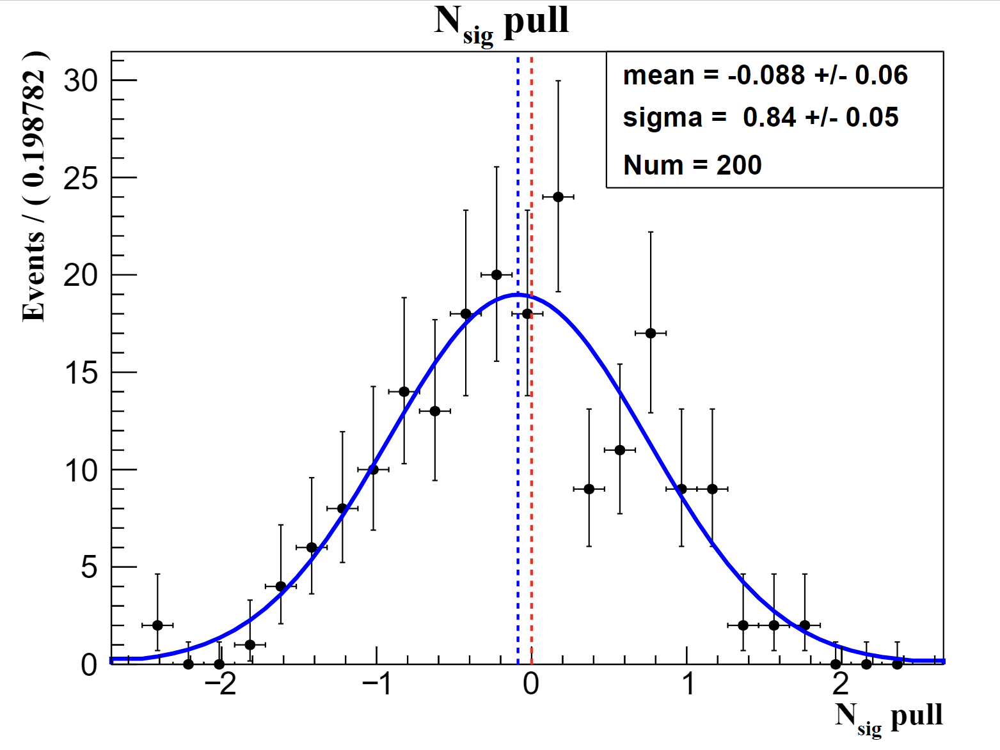 N_sig pull
Events / ( 0.198782 )
mean = -0.088 +/- 0.06
sigma =  0.84 +/- 0.05
Num = 200
30
25
20
15
10
5
0
−2 −1 0 1 2
N_sig pull